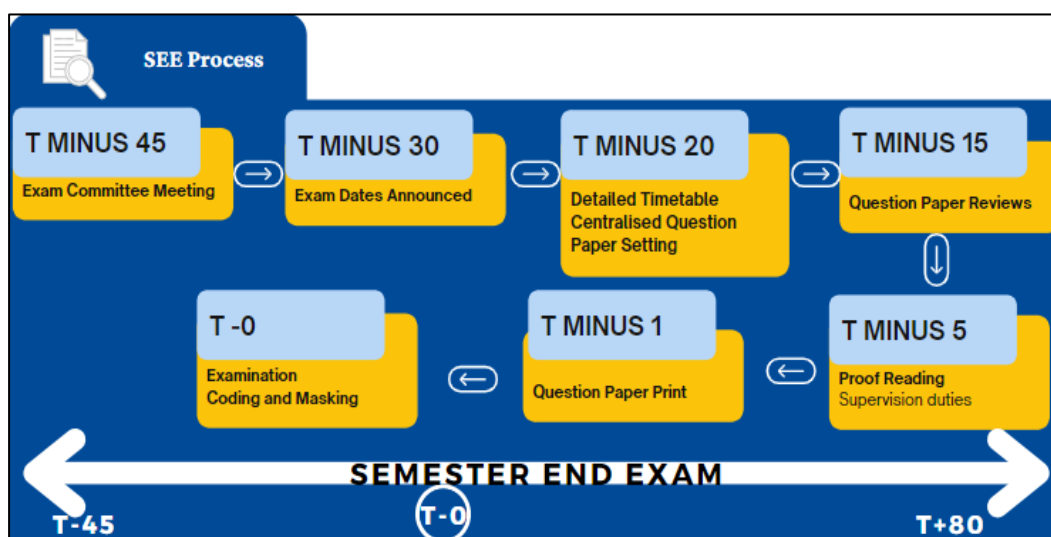 SEE Process
T MINUS 45
Exam Committee Meeting
T MINUS 30
Exam Dates Announced
T MINUS 20
Detailed Timetable
Centralised Question
Paper Setting
T MINUS 15
Question Paper Reviews
T MINUS 5
Proof Reading
Supervision duties
T MINUS 1
Question Paper Print
T -0
Examination
Coding and Masking
SEMESTER END EXAM
T-45
T-0
T+80